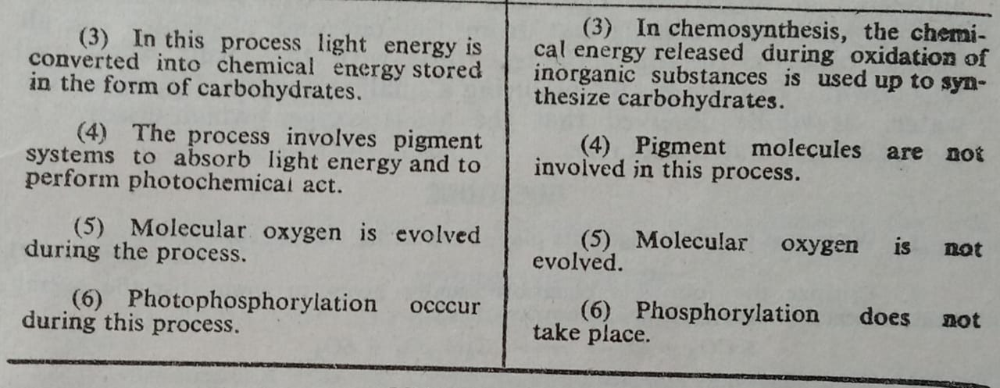 (3) In this process light energy is
converted into chemical energy stored
in the form of carbohydrates.
(4) The process involves pigment
systems to absorb light energy and to
perform photochemical act.
(5) Molecular oxygen is evolved
during the process.
(6) Photophosphorylation occcur
during this process.
(3) In chemosynthesis, the chemi-
cal energy released during oxidation of
inorganic substances is used up to syn-
thesize carbohydrates.
(4) Pigment molecules are not
involved in this process.
(5) Molecular oxygen is not
evolved.
(6) Phosphorylation does not
take place.